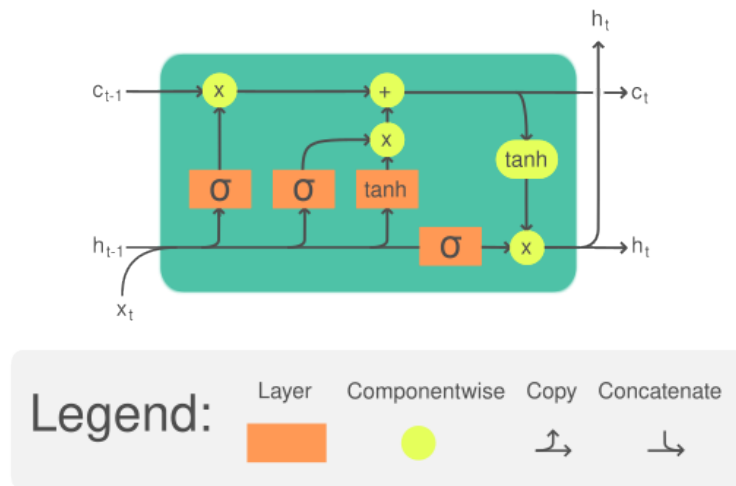 h_t
c_{t-1} x + c_t
x
tanh
σ σ tanh
h_{t-1} σ x h_t
x_t
Legend:
Layer Componentwise Copy Concatenate